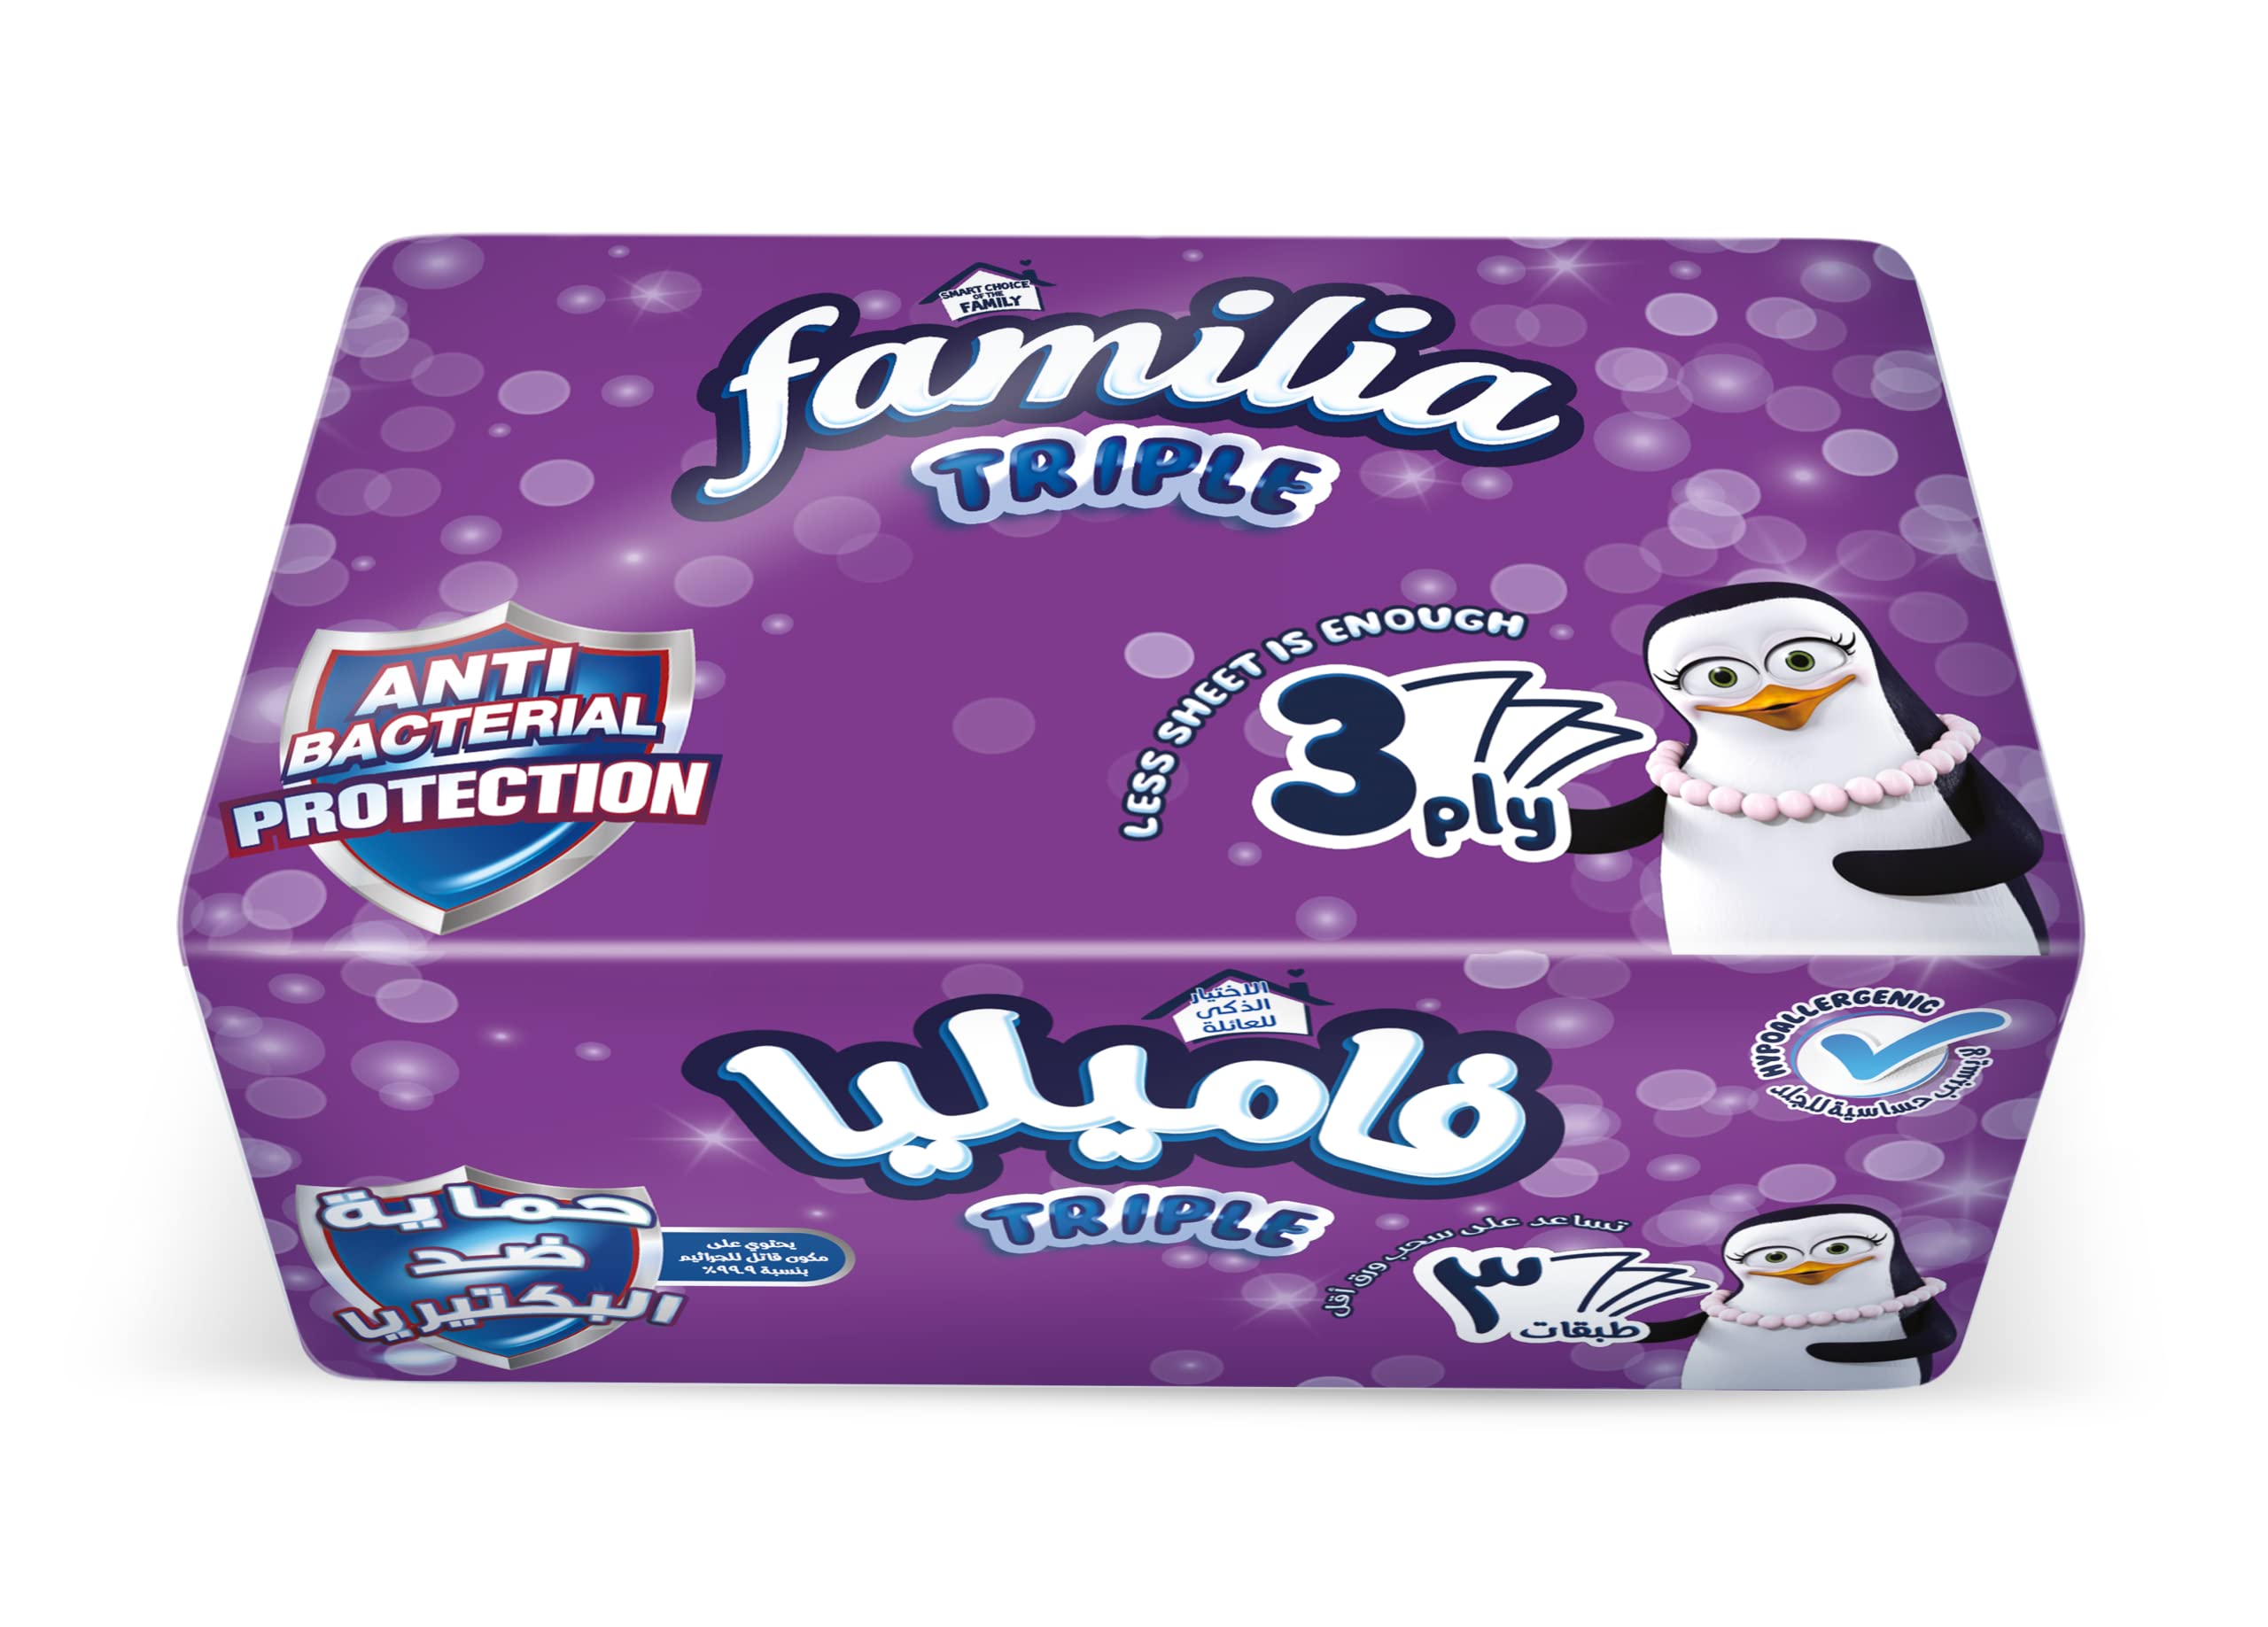 SMART CHOICE
OF THE
FAMILY
familia
TRIPLE
ANTI
BACTERIAL
PROTECTION
LESS SHEET IS ENOUGH
3
ply
الاختيار
الذكي
للعائلة
فاميليا
TRIPLE
HYPOALLERGENIC
لا يسبب حساسية للجلد
حماية
ضد
البكتيريا
يحتوي على
مكون قاتل للجراثيم
بنسبة ٩٩.٩٪
تساعد على سحب ورق أقل
٣
طبقات